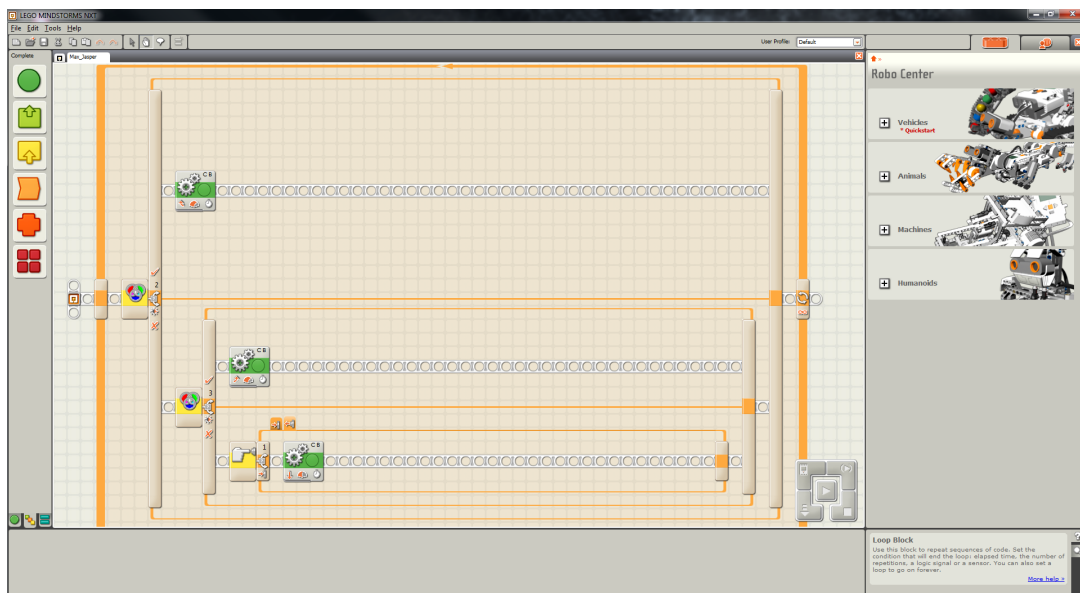 LEGO MINDSTORMS NXT
File Edit Tools Help
User Profile: Default
Complete
Max_Jasper
C B
2
C B
3
1
C B
Robo Center
Vehicles
* Quickstart
Animals
Machines
Humanoids
Loop Block
Use this block to repeat sequences of code. Set the
condition that will end the loop: elapsed time, the number of
repetitions, a logic signal or a sensor. You can also set a
loop to go on forever.
More help »
?